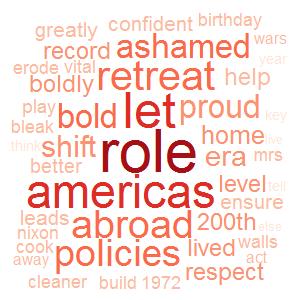 greatly confident birthday
record ashamed wars
erode vital retreat year
boldly help
play bold let proud key
bleak home live
think shift role era mrs
better
americas level tell
ensure
leads abroad 200th else
nixon
cook policies lived walls
away act
cleaner build 1972 respect